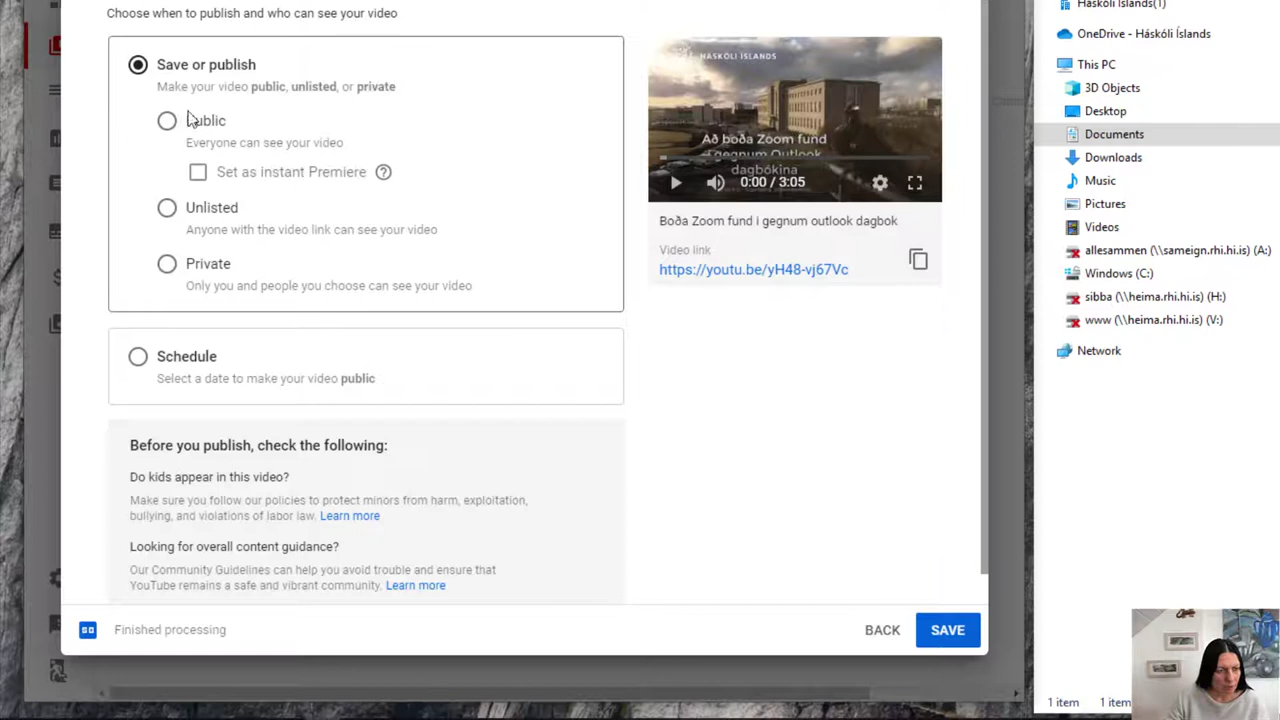 Choose when to publish and who can see your video
Save or publish
Make your video public, unlisted, or private
Public
Everyone can see your video
Set as instant Premiere
Unlisted
Anyone with the video link can see your video
Private
Only you and people you choose can see your video
Schedule
Select a date to make your video public
Before you publish, check the following:
Do kids appear in this video?
Make sure you follow our policies to protect minors from harm, exploitation,
bullying, and violations of labor law. Learn more
Looking for overall content guidance?
Our Community Guidelines can help you avoid trouble and ensure that
YouTube remains a safe and vibrant community. Learn more
Finished processing
BACK
SAVE
HÁSKÓLI ÍSLANDS
Að boða Zoom fund
í gegnum Outlook
dagbókina
0:00 / 3:05
Boða Zoom fund i gegnum outlook dagbok
Video link
https://youtu.be/yH48-vj67Vc
Háskóli Íslands(1)
OneDrive - Háskóli Íslands
This PC
3D Objects
Desktop
Documents
Downloads
Music
Pictures
Videos
allesammen (\\sameign.rhi.hi.is) (A:)
Windows (C:)
sibba (\\heima.rhi.hi.is) (H:)
www (\\heima.rhi.hi.is) (V:)
Network
1 item
1 item